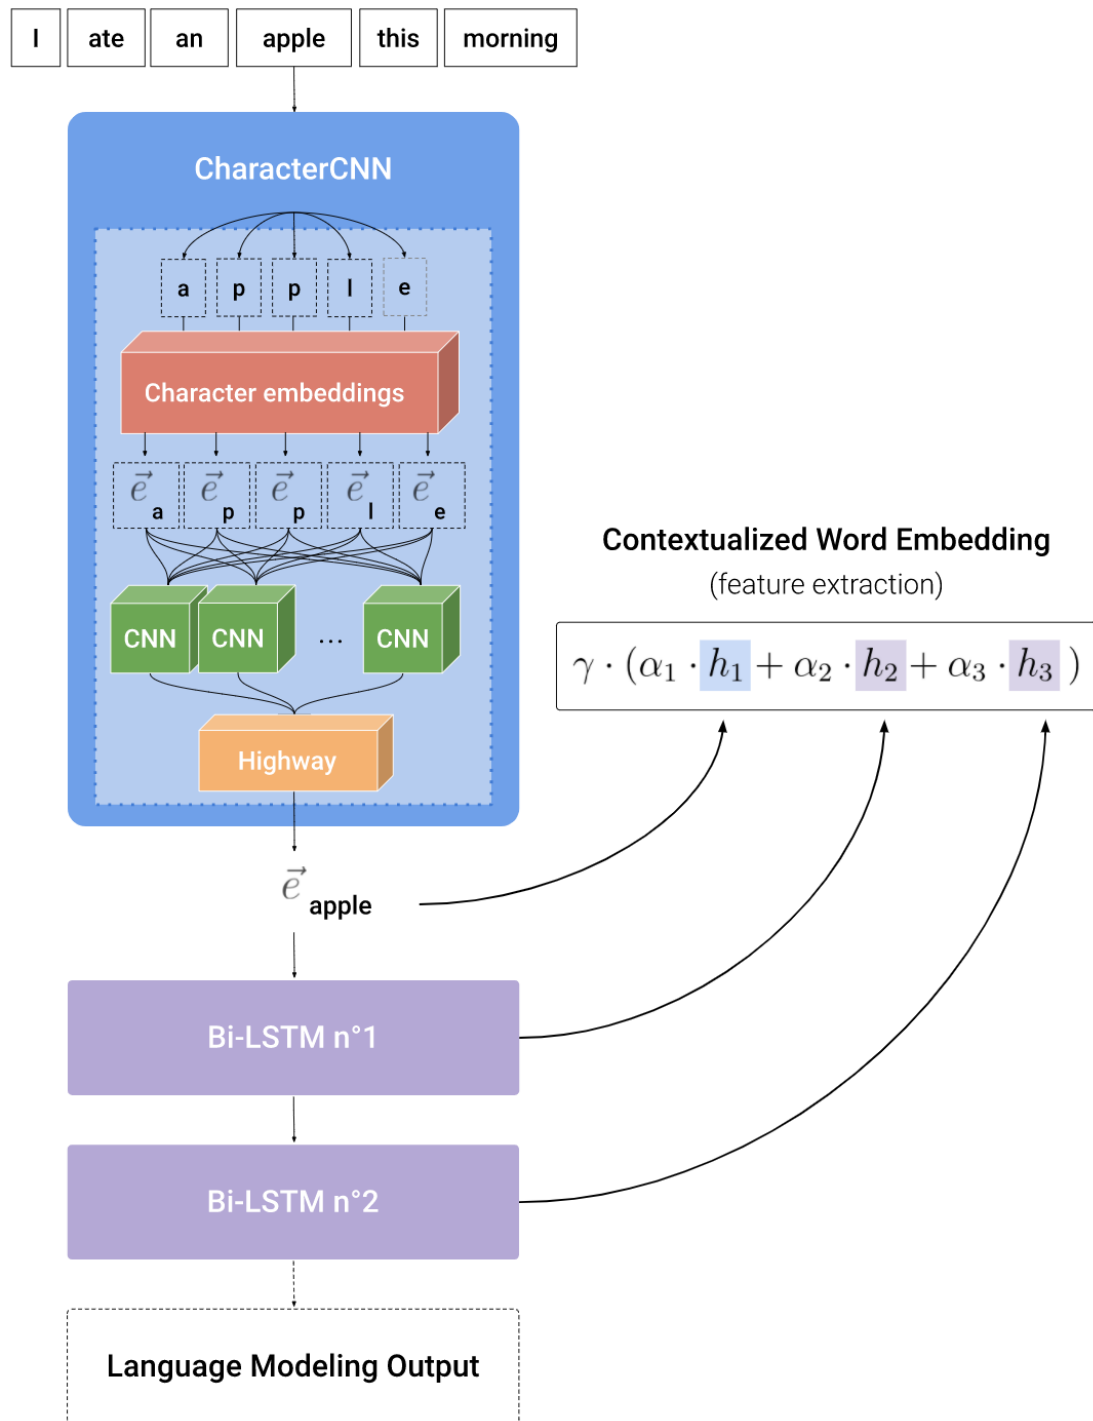 I ate an apple this morning
CharacterCNN
a p p l e
Character embeddings
e⃗a e⃗p e⃗p e⃗l e⃗e
CNN CNN ... CNN
Highway
e⃗apple
Contextualized Word Embedding
(feature extraction)
γ · (α₁ · h₁ + α₂ · h₂ + α₃ · h₃ )
Bi-LSTM n°1
Bi-LSTM n°2
Language Modeling Output